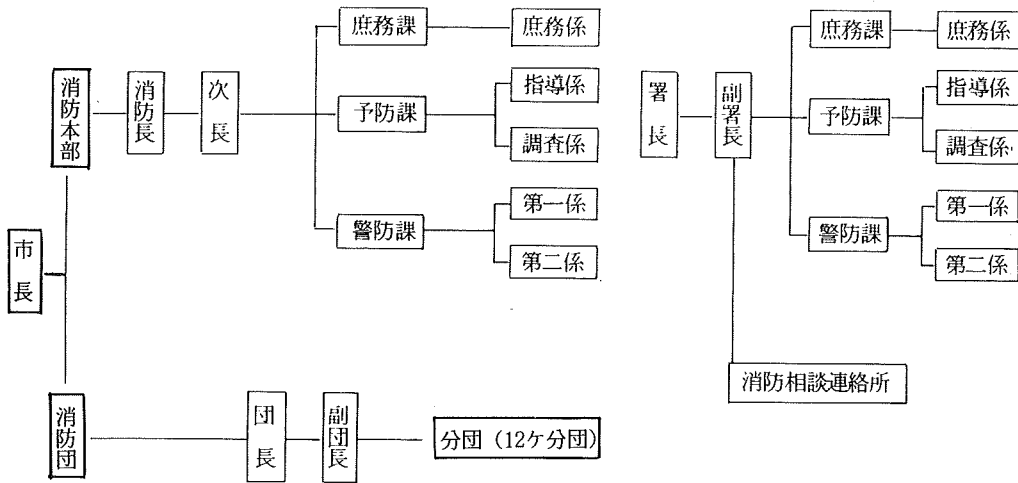 市長
消防本部
消防長
次長
庶務課
庶務係
予防課
指導係
調査係
警防課
第一係
第二係
消防団
団長
副団長
分団（12ケ分団）
署長
副署長
庶務課
庶務係
予防課
指導係
調査係
警防課
第一係
第二係
消防相談連絡所